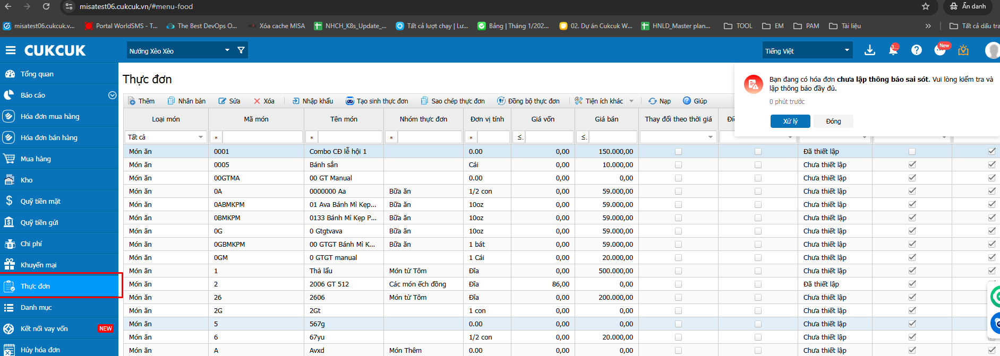 misatest06.cukcuk.vn/#menu-food
Ẩn danh
misatest06.cukcuk.v...
Portal WorldSMS - T...
The Best DevOps O...
Xóa cache MISA
NHCH_K8s_Update_...
Tất cả lượt chạy | Lư...
Bảng | Tháng 1/202...
02. Dự án Cukcuk W...
HNLD_Master plan...
TOOL
EM
PAM
Tài liệu
»
Tất cả dấu tra
CUKCUK
Nướng Xèo Xèo
Tiếng Việt
3...
New
Tổng quan
Báo cáo
Hóa đơn mua hàng
Hóa đơn bán hàng
Mua hàng
Kho
Quỹ tiền mặt
Quỹ tiền gửi
Chi phí
Khuyến mại
Thực đơn
Danh mục
Kết nối vay vốn NEW
Hủy hóa đơn
Thực đơn
Bạn đang có hóa đơn chưa lập thông báo sai sót. Vui lòng kiểm tra và
lập thông báo đầy đủ.
0 phút trước
Xử lý Đóng
Thêm Nhân bản Sửa Xóa Nhập khẩu Tạo sinh thực đơn Sao chép thực đơn Đồng bộ thực đơn Tiện ích khác Nạp Giúp
Loại món Mã món Tên món Nhóm thực đơn Đơn vị tính Giá vốn Giá bán Thay đổi theo thời giá
Tất cả * * * * ≤. ≤.
Món ăn 0001 Combo CĐ lễ hội 1 0.00 0,00 150.000,00 Đã thiết lập
Món ăn 0005 Bánh sắn Cái 0,00 10.000,00 Chưa thiết lập
Món ăn 00GTMA 00 GT Manual 0.00 0,00 0,00 Chưa thiết lập
Món ăn 0A 0000000 Aa Bữa ăn 1/2 con 0,00 59.000,00 Chưa thiết lập
Món ăn 0ABMKPM 01 Ava Bánh Mì Kẹp... Bữa ăn 10oz 0,00 59.000,00 Chưa thiết lập
Món ăn 0BMKPM 0133 Bánh Mì Kẹp P... Bữa ăn 10oz 0,00 59.000,00 Chưa thiết lập
Món ăn 0G 0 Gtgtvava Bữa ăn 10oz 0,00 59.000,00 Chưa thiết lập
Món ăn 0GBMKPM 00 GTGT Bánh Mì K... Bữa ăn 1 bát 0,00 59.000,00 Chưa thiết lập
Món ăn 0GM 0 GTGT manual 1 Cái 0,00 20.000,00 Chưa thiết lập
Món ăn 1 Thả lẩu Món từ Tôm Đĩa 0,00 500.000,00 Chưa thiết lập
Món ăn 2 2006 GT 512 Các món ếch đồng Đĩa 86,00 0,00 Đã thiết lập
Món ăn 26 2606 Món từ Tôm Đĩa 0,00 200.000,00 Chưa thiết lập
Món ăn 2G 2Gt 1 con 0,00 0,00 Chưa thiết lập
Món ăn 5 567g 0.00 0,00 0,00 Chưa thiết lập
Món ăn 6 67yu 1/2 con 0,00 20.000,00 Chưa thiết lập
Món ăn A Avxd Món Thêm 0.00 0,00 0,00 Chưa thiết lập